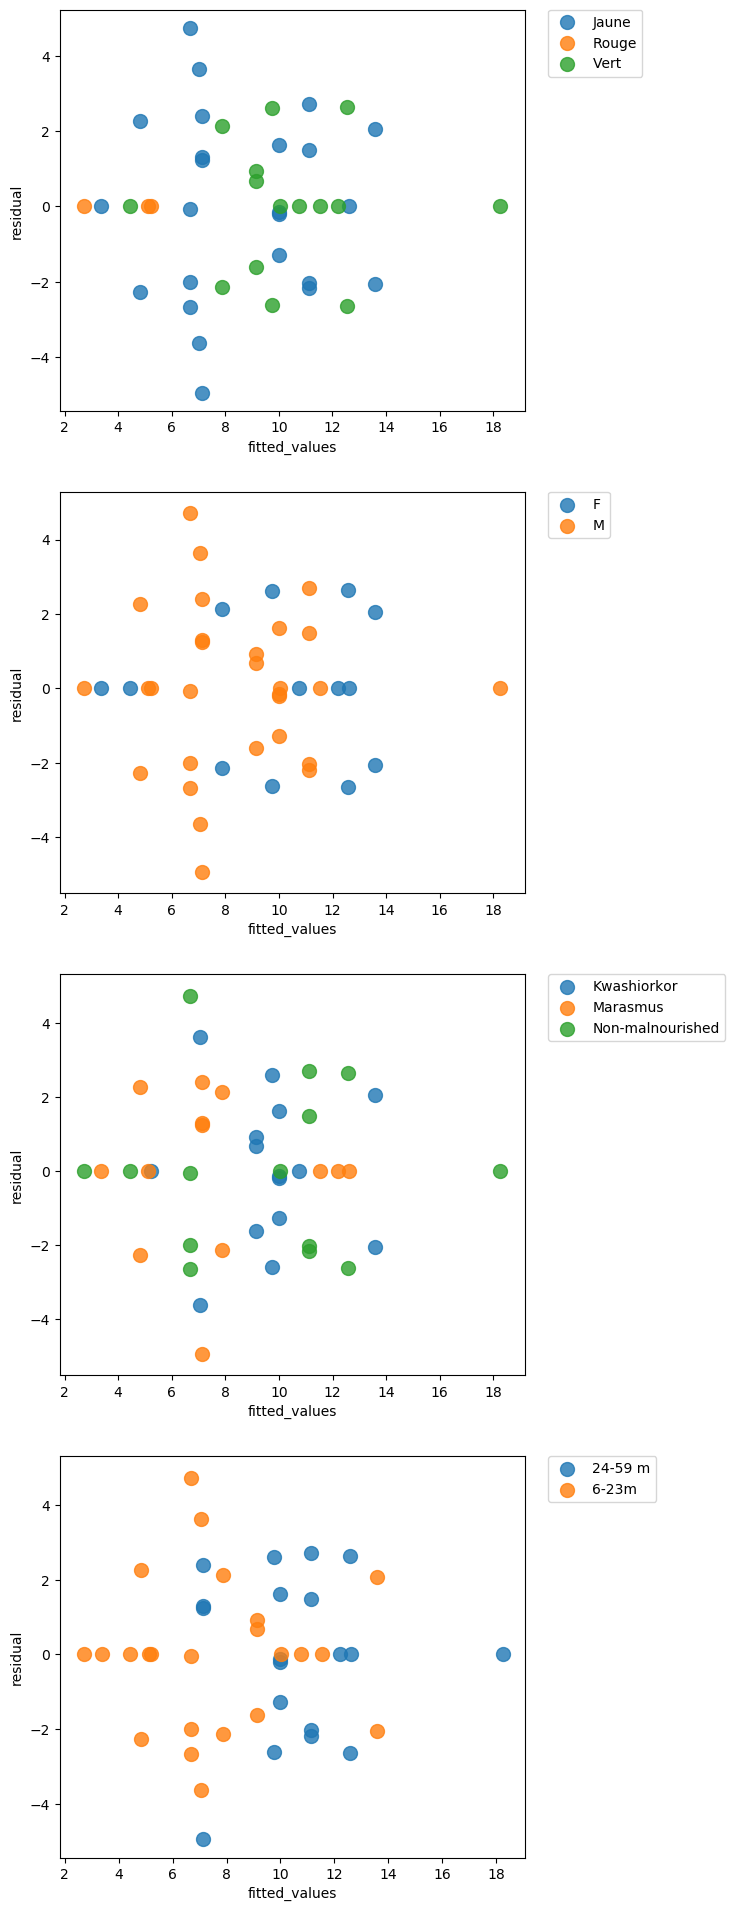 Jaune
Rouge
Vert
4
2
0
−2
−4
residual
2 4 6 8 10 12 14 16 18
fitted_values
F
M
4
2
0
−2
−4
residual
2 4 6 8 10 12 14 16 18
fitted_values
Kwashiorkor
Marasmus
Non-malnourished
4
2
0
−2
−4
residual
2 4 6 8 10 12 14 16 18
fitted_values
24-59 m
6-23m
4
2
0
−2
−4
residual
2 4 6 8 10 12 14 16 18
fitted_values